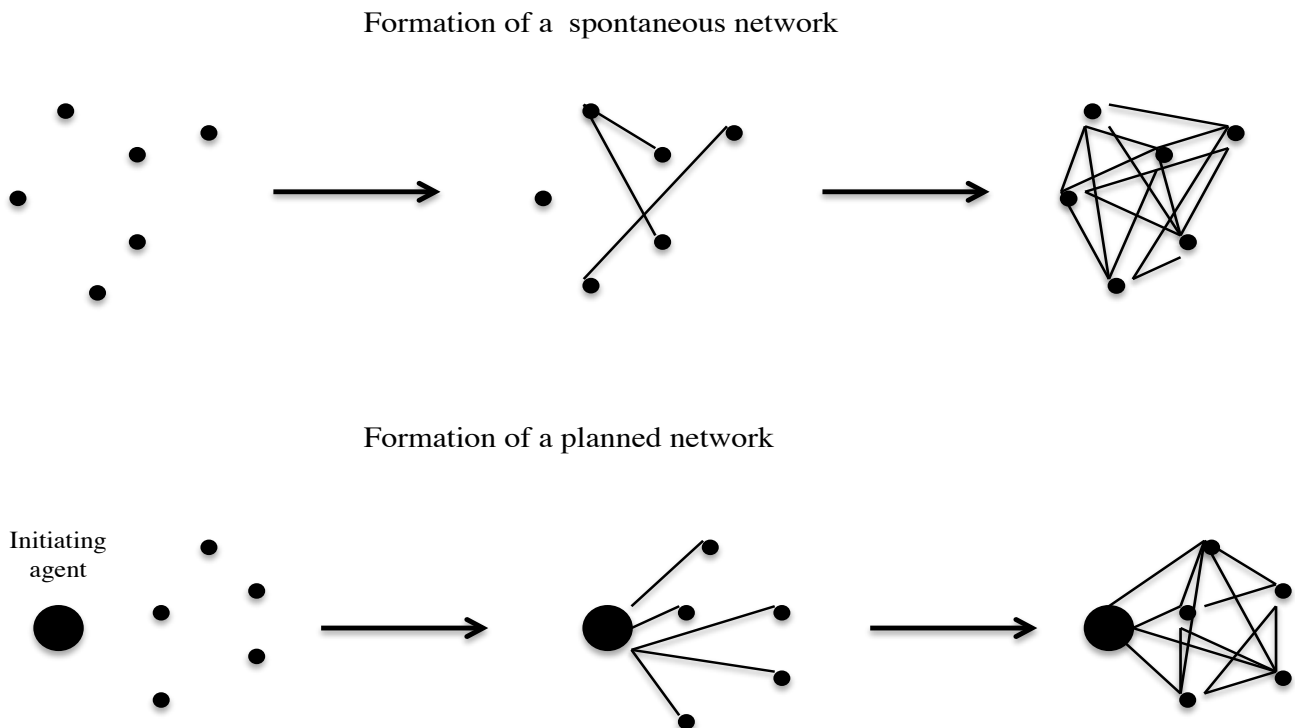 Formation of a spontaneous network
Formation of a planned network
Initiating
agent